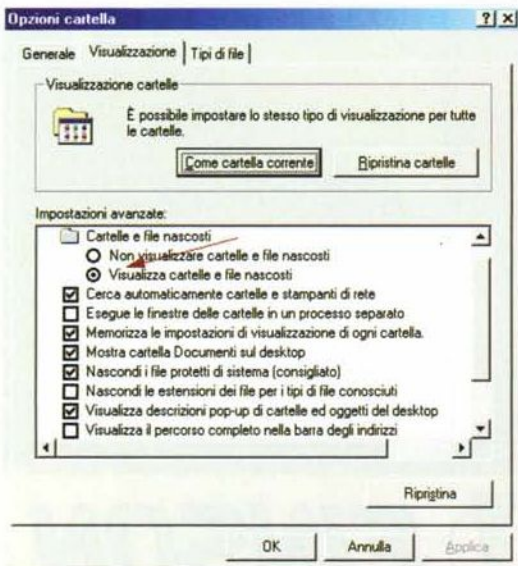 Opzioni cartella
Generale Visualizzazione Tipi di file
Visualizzazione cartelle
È possibile impostare lo stesso tipo di visualizzazione per tutte
le cartelle.
Come cartella corrente Ripristina cartelle
Impostazioni avanzate:
Cartelle e file nascosti
Non visualizzare cartelle e file nascosti
Visualizza cartelle e file nascosti
Cerca automaticamente cartelle e stampanti di rete
Esegue le finestre delle cartelle in un processo separato
Memorizza le impostazioni di visualizzazione di ogni cartella.
Mostra cartella Documenti sul desktop
Nascondi i file protetti di sistema (consigliato)
Nascondi le estensioni dei file per i tipi di file conosciuti
Visualizza descrizioni pop-up di cartelle ed oggetti del desktop
Visualizza il percorso completo nella barra degli indirizzi
Ripristina
OK Annulla Applica